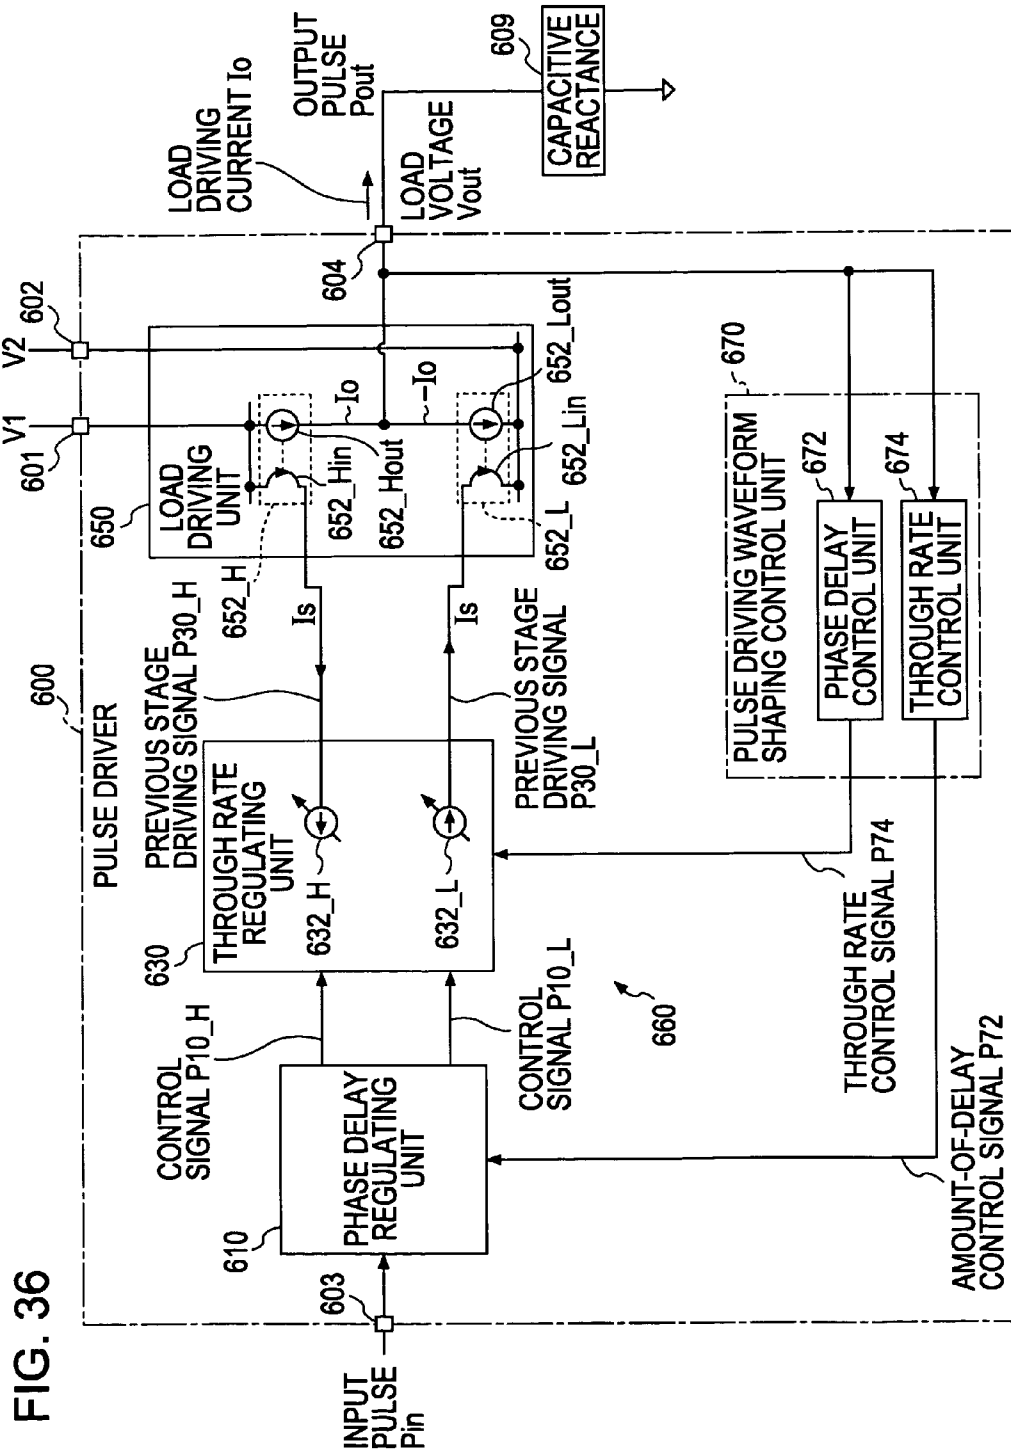 FIG. 36
600
PULSE DRIVER
INPUT
PULSE
Pin
603
610
PHASE DELAY
REGULATING
UNIT
CONTROL
SIGNAL P10_H
CONTROL
SIGNAL P10_L
630
THROUGH RATE
REGULATING
UNIT
632_H
632_L
PREVIOUS STAGE
DRIVING SIGNAL P30_H
PREVIOUS STAGE
DRIVING SIGNAL
P30_L
Is
Is
650
LOAD
DRIVING
UNIT
652_H
652_Hin
652_Hout
652_L
652_Lin
652_Lout
Io
-Io
V1
601
V2
602
604
LOAD
DRIVING
CURRENT Io
OUTPUT
PULSE
Pout
LOAD
VOLTAGE
Vout
609
CAPACITIVE
REACTANCE
660
670
PULSE DRIVING WAVEFORM
SHAPING CONTROL UNIT
672
PHASE DELAY
CONTROL UNIT
674
THROUGH RATE
CONTROL UNIT
THROUGH RATE
CONTROL SIGNAL P74
AMOUNT-OF-DELAY
CONTROL SIGNAL P72